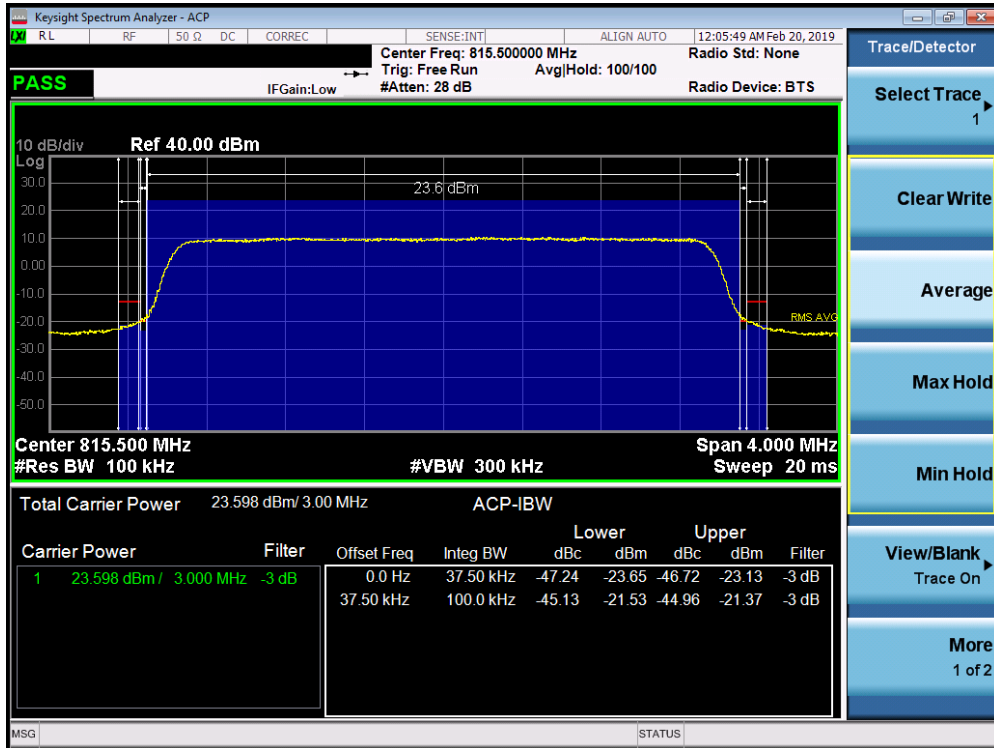 Keysight Spectrum Analyzer - ACP
LXI RL RF 50 Ω DC CORREC SENSE:INT ALIGN AUTO 12:05:49 AM Feb 20, 2019
Center Freq: 815.500000 MHz Radio Std: None
Trig: Free Run Avg|Hold: 100/100
PASS IFGain:Low #Atten: 28 dB Radio Device: BTS
10 dB/div Ref 40.00 dBm
Log
30.0
23.6 dBm
20.0
10.0
0.00
-10.0
-20.0
RMS AVG
-30.0
-40.0
-50.0
Center 815.500 MHz Span 4.000 MHz
#Res BW 100 kHz #VBW 300 kHz Sweep 20 ms
Total Carrier Power 23.598 dBm/ 3.00 MHz ACP-IBW
Lower Upper
Carrier Power Filter Offset Freq Integ BW dBc dBm dBc dBm Filter
1 23.598 dBm / 3.000 MHz -3 dB 0.0 Hz 37.50 kHz -47.24 -23.65 -46.72 -23.13 -3 dB
37.50 kHz 100.0 kHz -45.13 -21.53 -44.96 -21.37 -3 dB
MSG STATUS
Trace/Detector
Select Trace
1
Clear Write
Average
Max Hold
Min Hold
View/Blank
Trace On
More
1 of 2